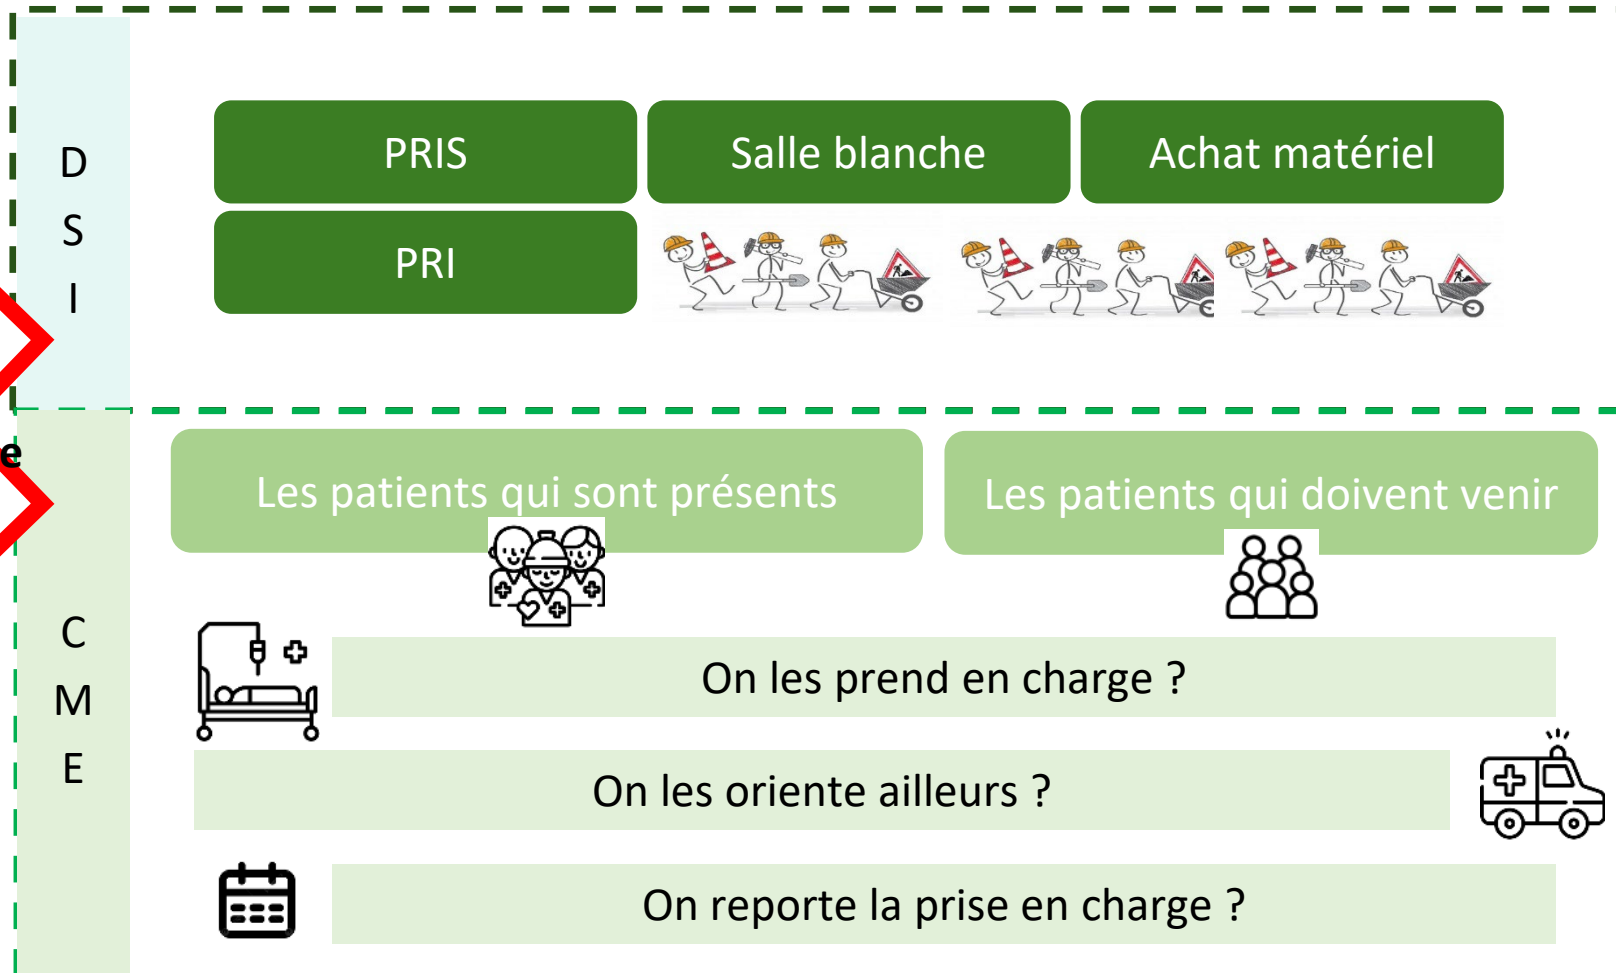 D
S
I
PRIS
Salle blanche
Achat matériel
PRI
e
C
M
E
Les patients qui sont présents
Les patients qui doivent venir
On les prend en charge ?
On les oriente ailleurs ?
On reporte la prise en charge ?